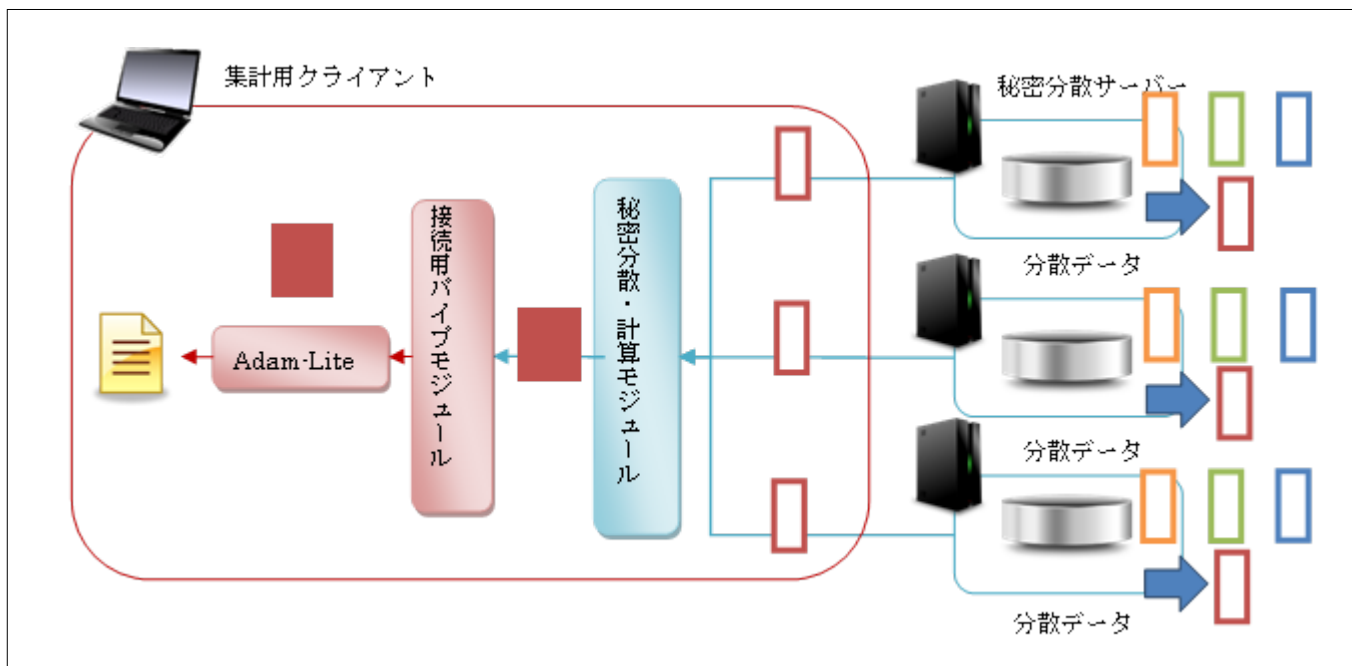 集計用クライアント
秘密分散サーバー
接続用パイプモジュール
秘密分散・計算モジュール
Adam-Lite
分散データ
分散データ
分散データ